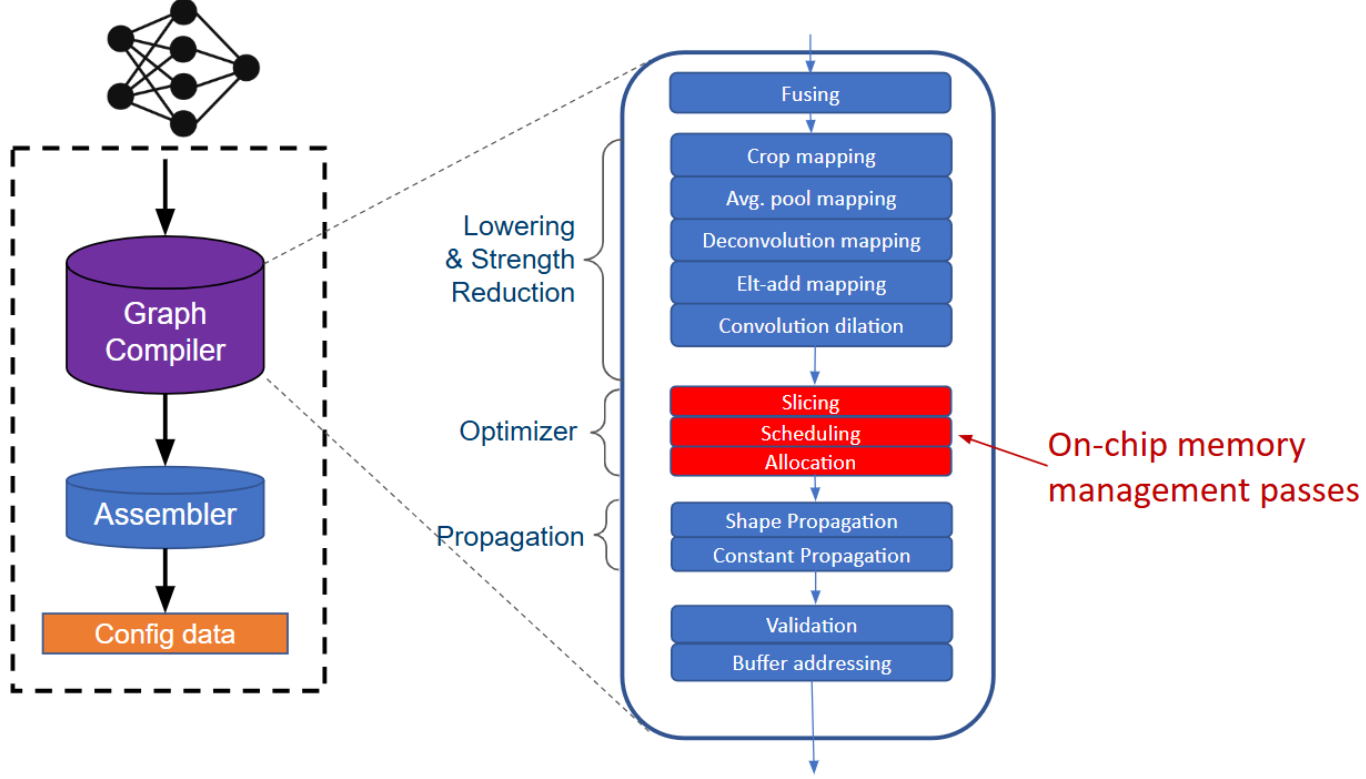 Graph
Compiler
Assembler
Config data
Lowering
& Strength
Reduction
Optimizer
Propagation
Fusing
Crop mapping
Avg. pool mapping
Deconvolution mapping
Elt-add mapping
Convolution dilation
Slicing
Scheduling
Allocation
Shape Propagation
Constant Propagation
Validation
Buffer addressing
On-chip memory
management passes